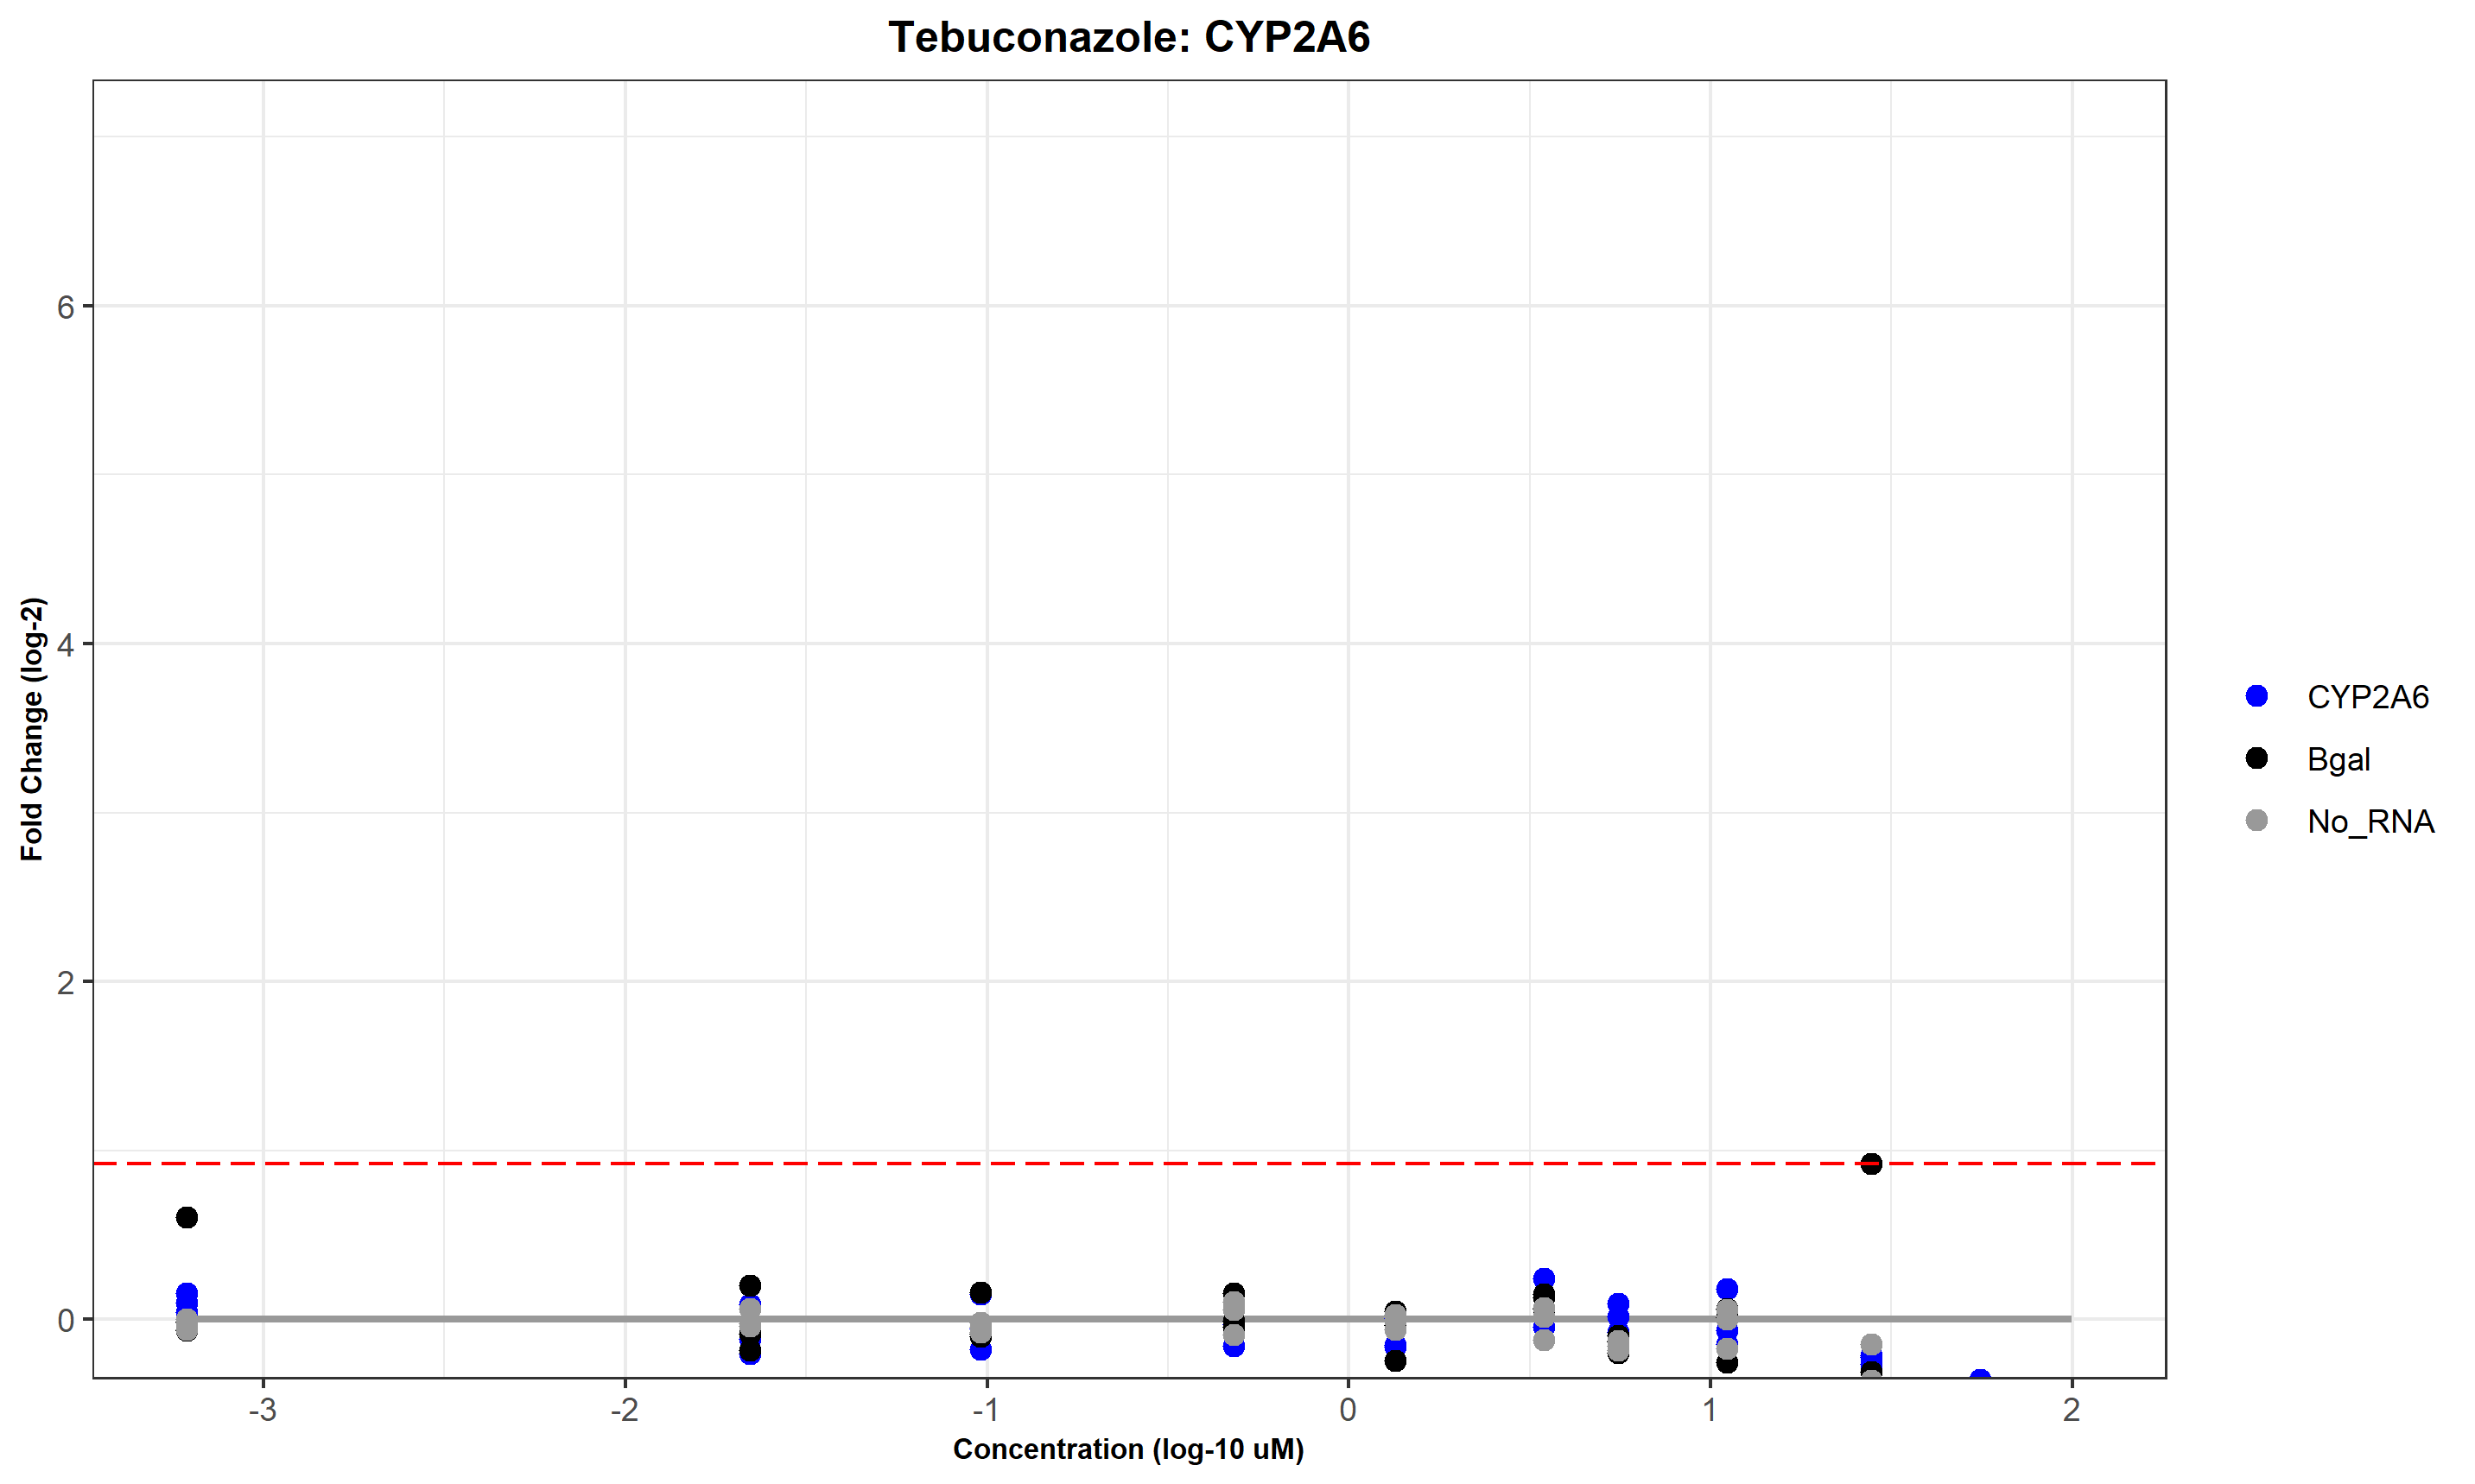 Tebuconazole: CYP2A6
Fold Change (log-2)
6
4
2
0
-3
-2
-1
0
1
2
Concentration (log-10 uM)
CYP2A6
Bgal
No_RNA